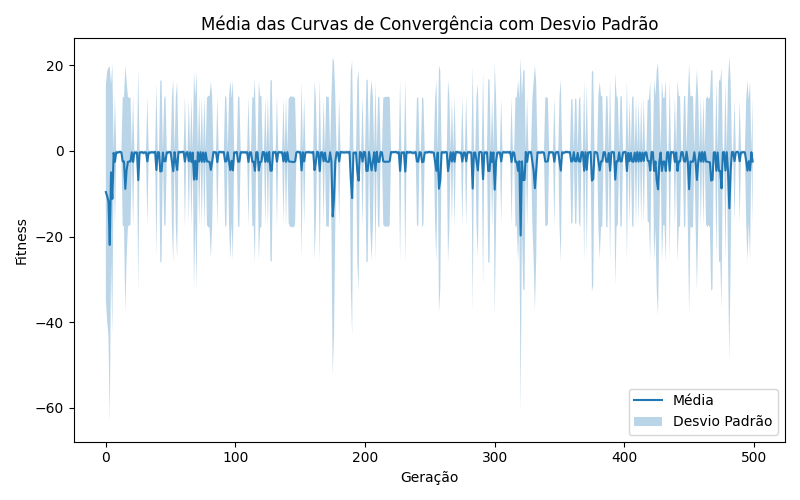 Média das Curvas de Convergência com Desvio Padrão
20
0
−20
−40
−60
Fitness
Média
Desvio Padrão
0 100 200 300 400 500
Geração